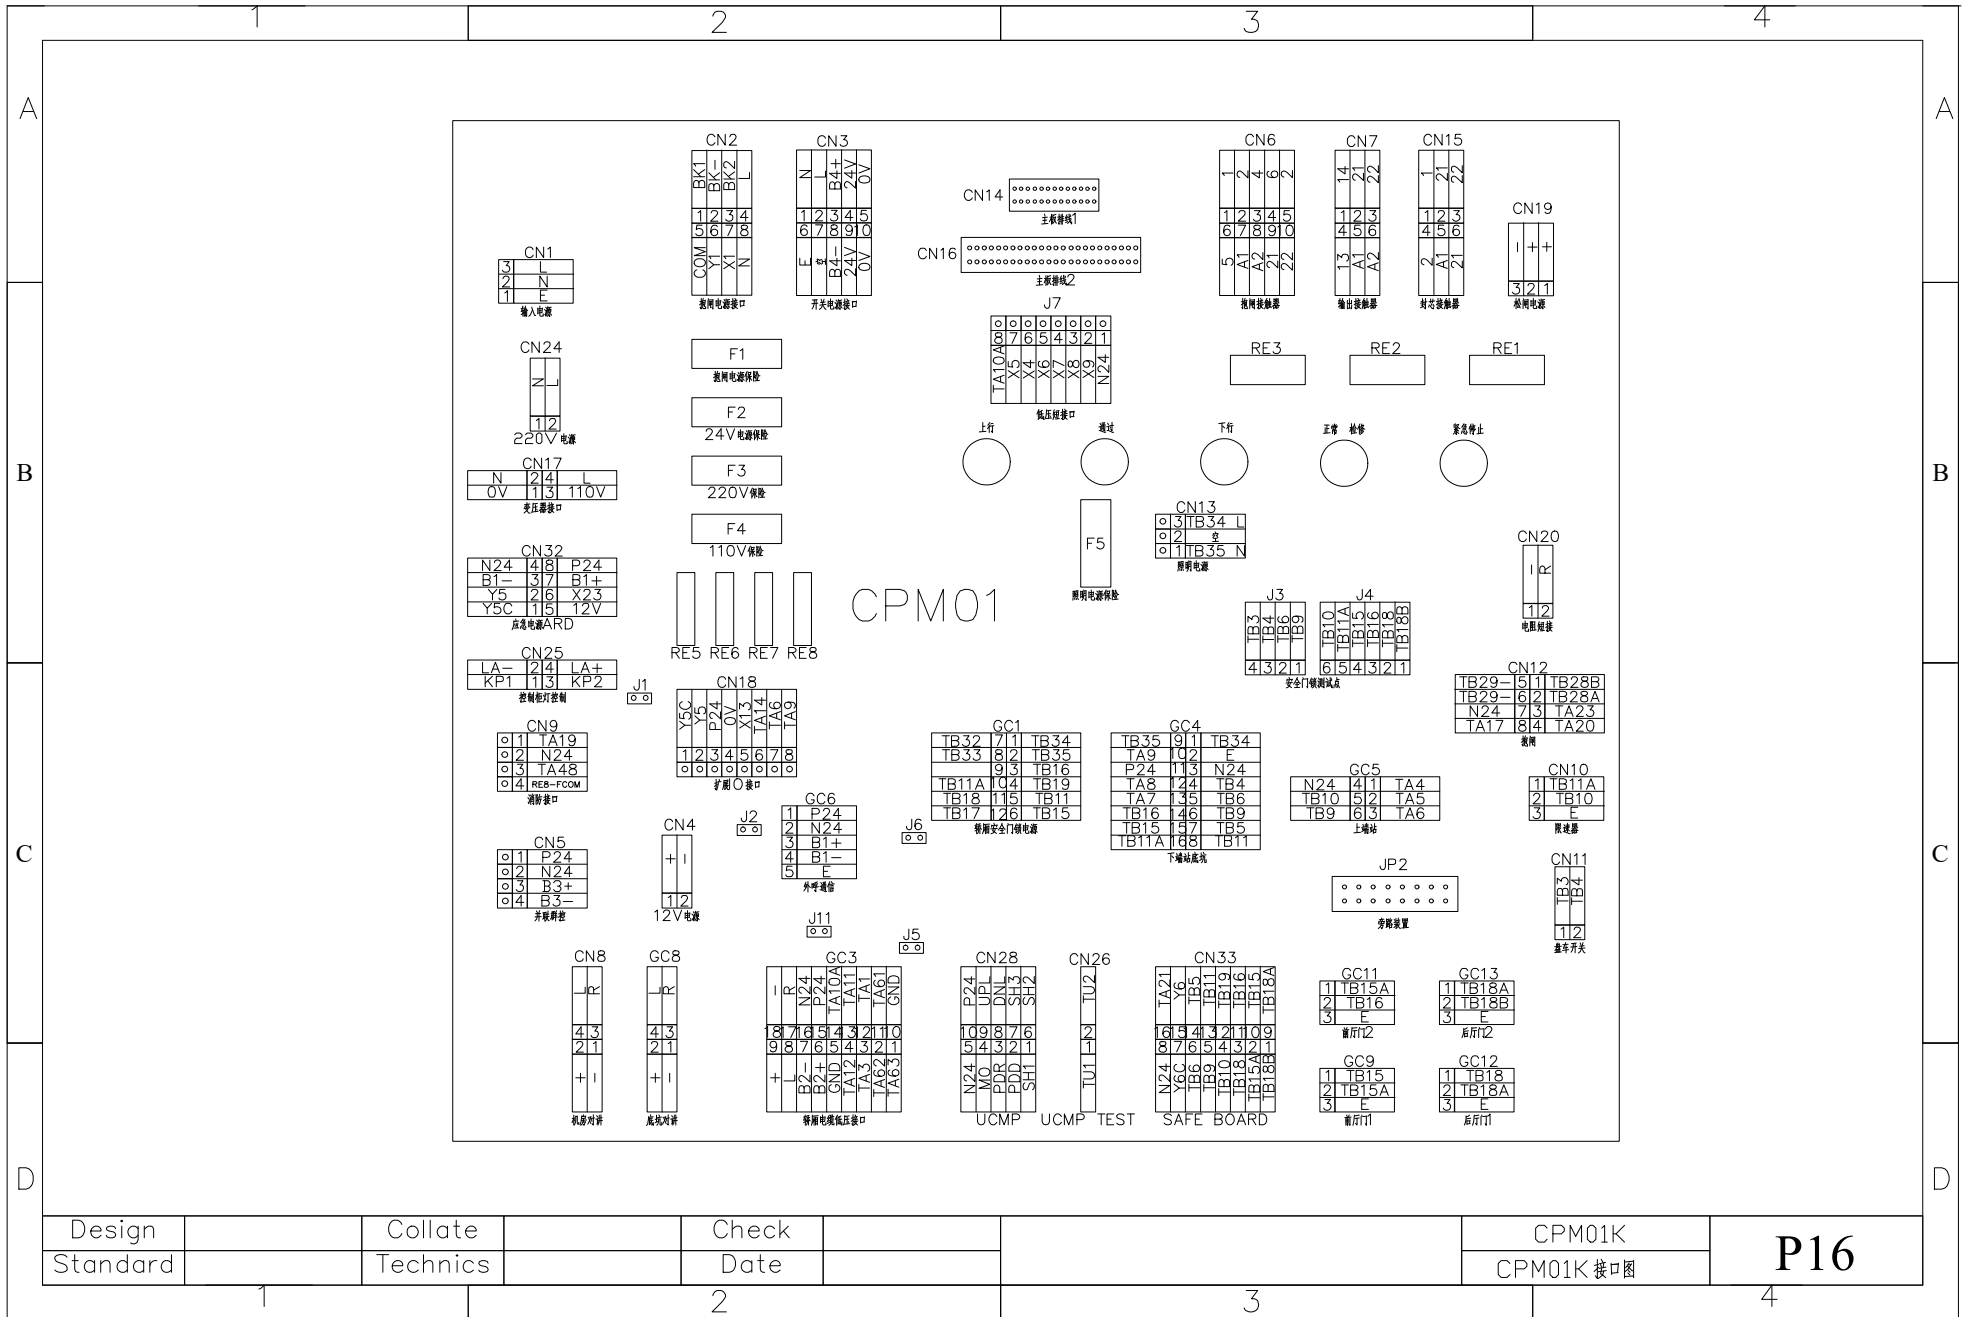 1 2 3 4
A A
B B
C C
D D
CN1
3 L
2 N
1 E
输入电源
CN24
N L
1 2
220V电源
CN17
N 2 4 L
0V 1 3 110V
变压器接口
CN32
N24 4 8 P24
B1- 3 7 B1+
Y5 2 6 X23
Y5C 1 5 12V
应急电源ARD
CN25
LA- 2 4 LA+
KP1 1 3 KP2
控制柜灯控制
J1
CN9
1 TA19
2 N24
3 TA48
4 RE8-FCOM
消防接口
CN5
1 P24
2 N24
3 B3+
4 B3-
并联群控
CN8
L R
4 3
2 1
+ -
机房对讲
GC8
L R
4 3
2 1
+ -
底坑对讲
CN2
BK1 BK- BK2 L
1 2 3 4
5 6 7 8
COM Y1 X1 N
抱闸电源接口
CN3
N L B4+ 24V 0V
1 2 3 4 5
6 7 8 9 10
E 空 B4- 24V 0V
开关电源接口
F1
抱闸电源保险
F2
24V电源保险
F3
220V保险
F4
110V保险
RE5 RE6 RE7 RE8
CPM01
CN18
Y5C Y5 P24 0V X13 TA14 TA6 TA9
1 2 3 4 5 6 7 8
扩展IO接口
J2
CN4
+ -
1 2
12V电源
GC6
1 P24
2 N24
3 B1+
4 B1-
5 E
外呼通信
J6
J11
J5
GC3
- R N24 P24 TA10A TA11 TA1 TA61 GND
18 17 16 15 14 13 12 11 10
9 8 7 6 5 4 3 2 1
+ L B2- B2+ GND TA12 TA3 TA62 TA63
轿厢电缆低压接口
CN14
主板排线1
CN16
主板排线2
J7
8 7 6 5 4 3 2 1
TA10A X5 X4 X6 X7 X8 X9 N24
低压短接口
CN6
1 2 4 6 2
1 2 3 4 5
6 7 8 9 10
5 A1 A2 21 22
抱闸接触器
CN7
14 21 22
1 2 3
4 5 6
13 A1 A2
输出接触器
CN15
1 21 22
1 2 3
4 5 6
2 A1 21
封芯接触器
CN19
- + +
3 2 1
松闸电源
RE3 RE2 RE1
上行 通过 下行 正常 检修 紧急停止
F5
照明电源保险
CN13
3 TB34 L
2 空
1 TB35 N
照明电源
CN20
- R
1 2
电阻短接
J3
TB3 TB4 TB6 TB9
4 3 2 1
J4
TB10 TB11A TB15 TB16 TB18 TB18B
6 5 4 3 2 1
安全门锁测试点
CN12
TB29- 5 1 TB28B
TB29- 6 2 TB28A
N24 7 3 TA23
TA17 8 4 TA20
抱闸
GC1
TB32 7 1 TB34
TB33 8 2 TB35
9 3 TB16
TB11A 10 4 TB19
TB18 11 5 TB11
TB17 12 6 TB15
轿厢安全门锁电源
GC4
TB35 9 1 TB34
TA9 10 2 E
P24 11 3 N24
TA8 12 4 TB4
TA7 13 5 TB6
TB16 14 6 TB9
TB15 15 7 TB5
TB11A 16 8 TB11
下端站底坑
GC5
N24 4 1 TA4
TB10 5 2 TA5
TB9 6 3 TA6
上端站
CN10
1 TB11A
2 TB10
3 E
限速器
JP2
旁路装置
CN11
TB3 TB4
1 2
盘车开关
CN28
P24 UPL DNL SH3 SH2
10 9 8 7 6
5 4 3 2 1
N24 MO PDR PDD SH1
UCMP
CN26
TU2
2
1
TU1
UCMP TEST
CN33
TA21 Y6 TB5 TB11 TB19 TB16 TB15 TB18A
16 15 14 13 12 11 10 9
8 7 6 5 4 3 2 1
N24 Y6C TB6 TB9 TB10 TB18 TB15A TB18B
SAFE BOARD
GC11
1 TB15A
2 TB16
3 E
前厅门2
GC13
1 TB18A
2 TB18B
3 E
后厅门2
GC9
1 TB15
2 TB15A
3 E
前厅门1
GC12
1 TB18
2 TB18A
3 E
后厅门1
Design Collate Check CPM01K
Standard Technics Date CPM01K接口图
P16
1 2 3 4